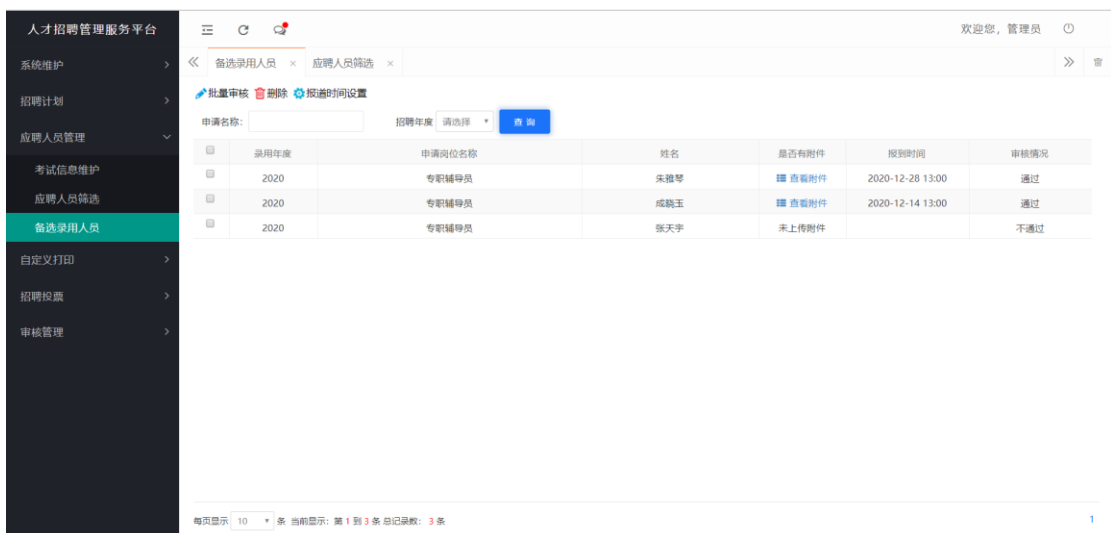 人才招聘管理服务平台
欢迎您，管理员
系统维护
招聘计划
应聘人员管理
考试信息维护
应聘人员筛选
备选录用人员
自定义打印
招聘投票
审核管理
备选录用人员 × 应聘人员筛选 ×
批量审核 删除 报道时间设置
申请名称: 招聘年度 请选择 查 询
录用年度 申请岗位名称 姓名 是否有附件 报到时间 审核情况
2020 专职辅导员 朱雅琴 查看附件 2020-12-28 13:00 通过
2020 专职辅导员 成晓玉 查看附件 2020-12-14 13:00 通过
2020 专职辅导员 张天宇 未上传附件 不通过
每页显示 10 条 当前显示: 第 1 到 3 条 总记录数: 3 条
1